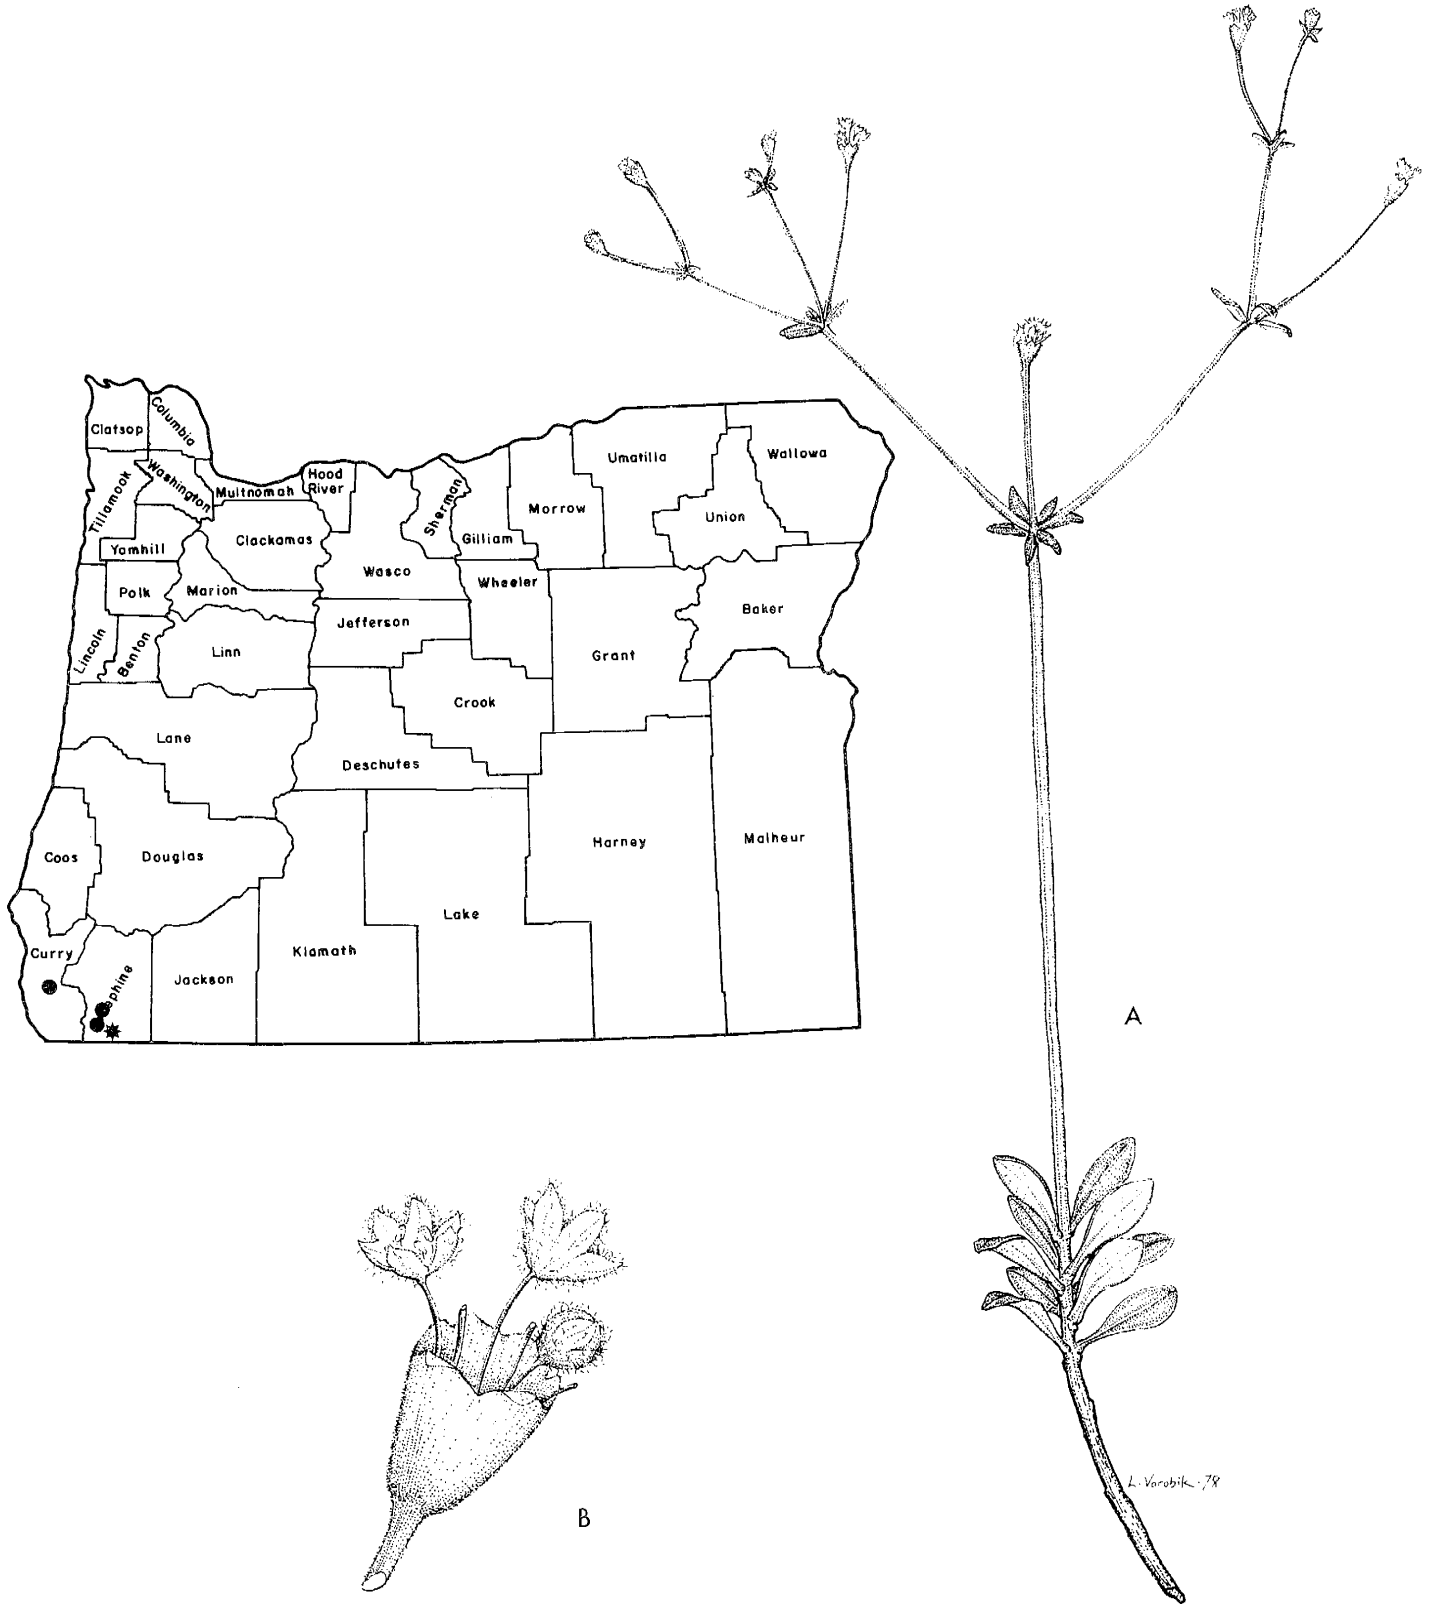 Clatsop
Columbia
Tillamook
Washington
Multnomah
Hood
River
Sherman
Gilliam
Morrow
Umatilla
Union
Wallowa
Yamhill
Clackamas
Wasco
Wheeler
Polk
Marion
Jefferson
Baker
Lincoln
Benton
Linn
Grant
Crook
Lane
Deschutes
Coos
Douglas
Harney
Malheur
Lake
Curry
Klamath
Jackson
ephine
A
B
L. Vorobik .78